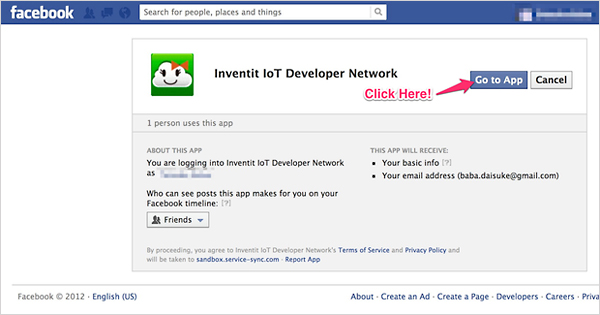 facebook
Search for people, places and things
Inventit IoT Developer Network
Go to App
Cancel
Click Here!
1 person uses this app
ABOUT THIS APP
You are logging into Inventit IoT Developer Network
as
Who can see posts this app makes for you on your
Facebook timeline: [?]
Friends
THIS APP WILL RECEIVE:
Your basic info [?]
Your email address (baba.daisuke@gmail.com)
By proceeding, you agree to Inventit IoT Developer Network's Terms of Service and Privacy Policy and
will be taken to sandbox.service-sync.com · Report App
Facebook © 2012 · English (US)
About · Create an Ad · Create a Page · Developers · Careers · Priva